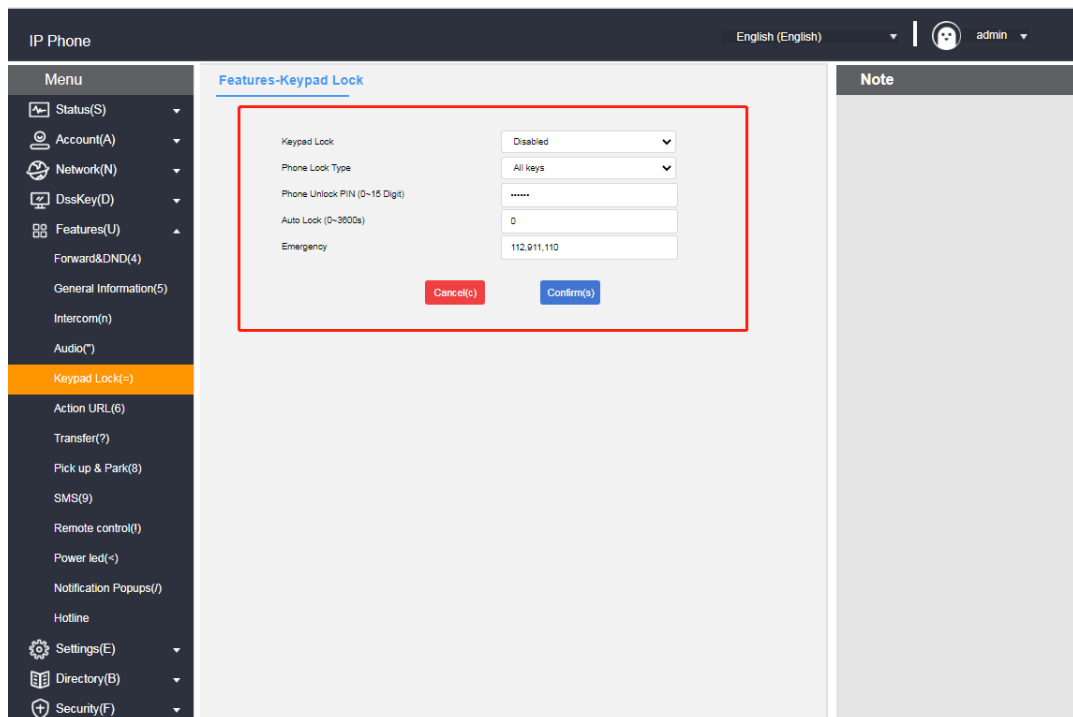 IP Phone
English (English)
admin
Menu
Status(S)
Account(A)
Network(N)
DssKey(D)
Features(U)
Forward&DND(4)
General Information(5)
Intercom(n)
Audio(")
Keypad Lock(=)
Action URL(6)
Transfer(?)
Pick up & Park(8)
SMS(9)
Remote control(!)
Power led(<)
Notification Popups(/)
Hotline
Settings(E)
Directory(B)
Security(F)
Features-Keypad Lock
Keypad Lock Disabled
Phone Lock Type All keys
Phone Unlock PIN (0~15 Digit) ••••••
Auto Lock (0~3600s) 0
Emergency 112,911,110
Cancel(c) Confirm(s)
Note